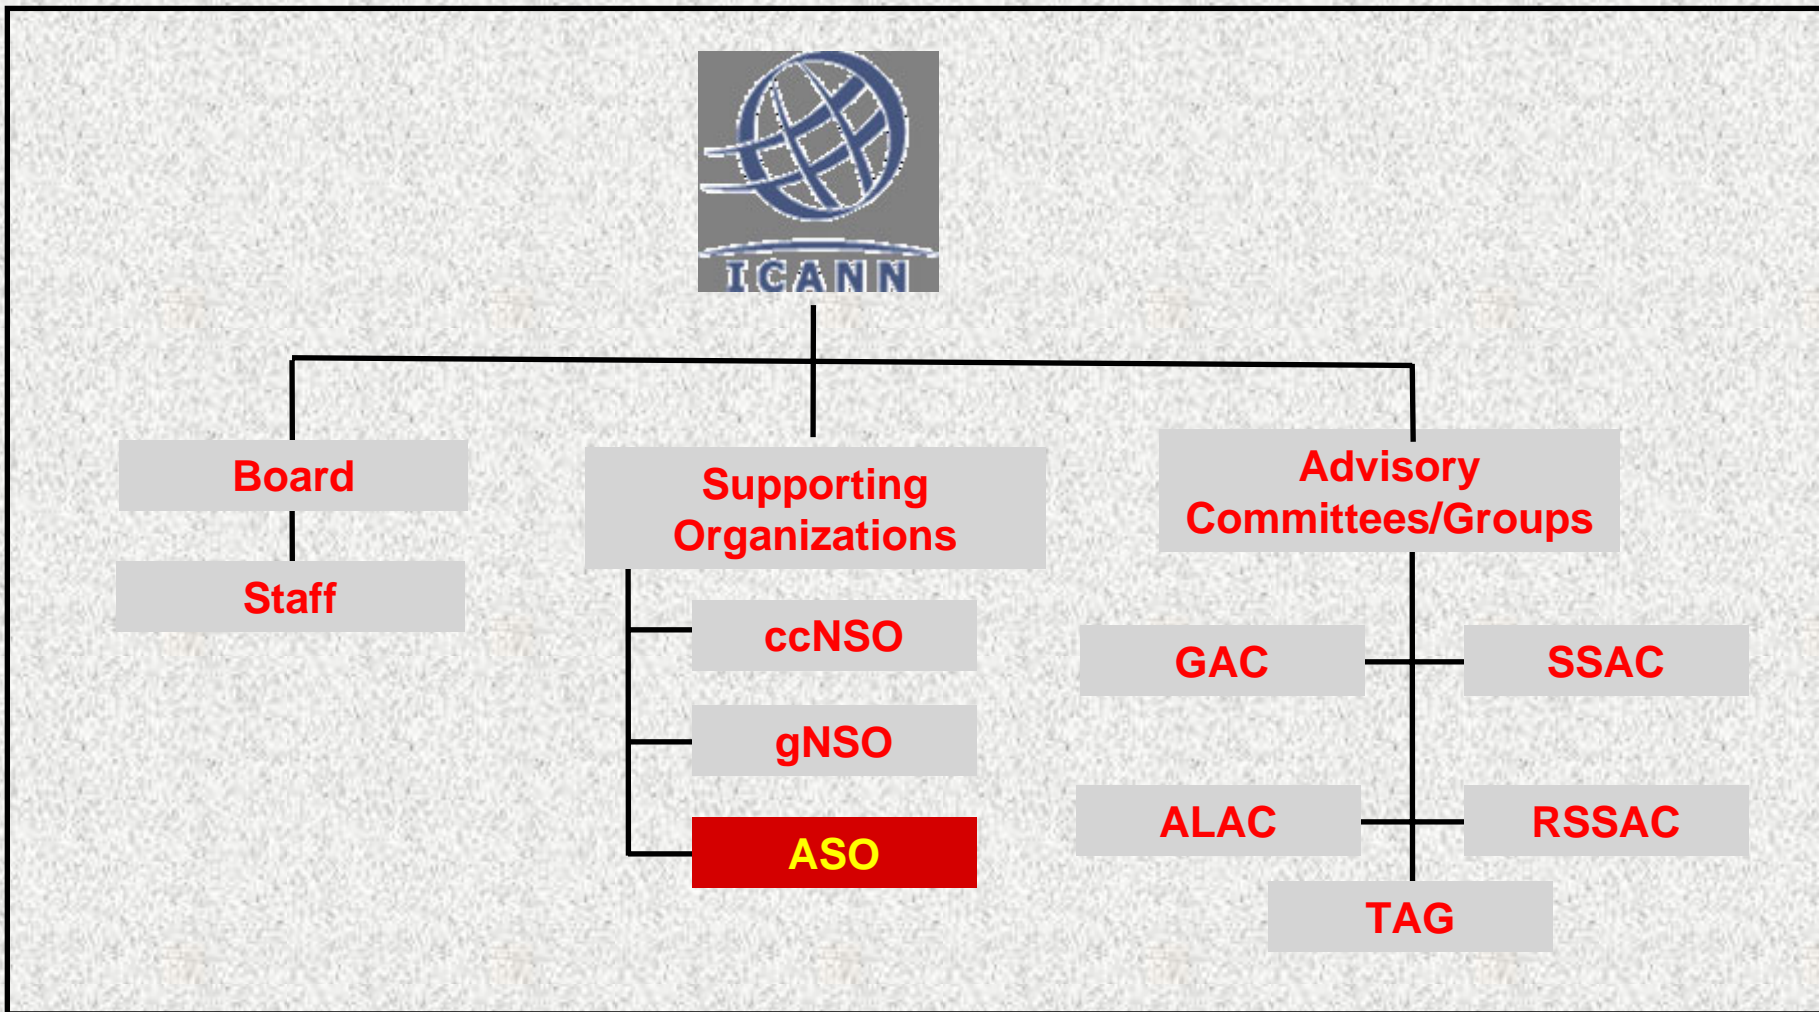 ICANN
Board
Staff
Supporting
Organizations
ccNSO
gNSO
ASO
Advisory
Committees/Groups
GAC
SSAC
ALAC
RSSAC
TAG